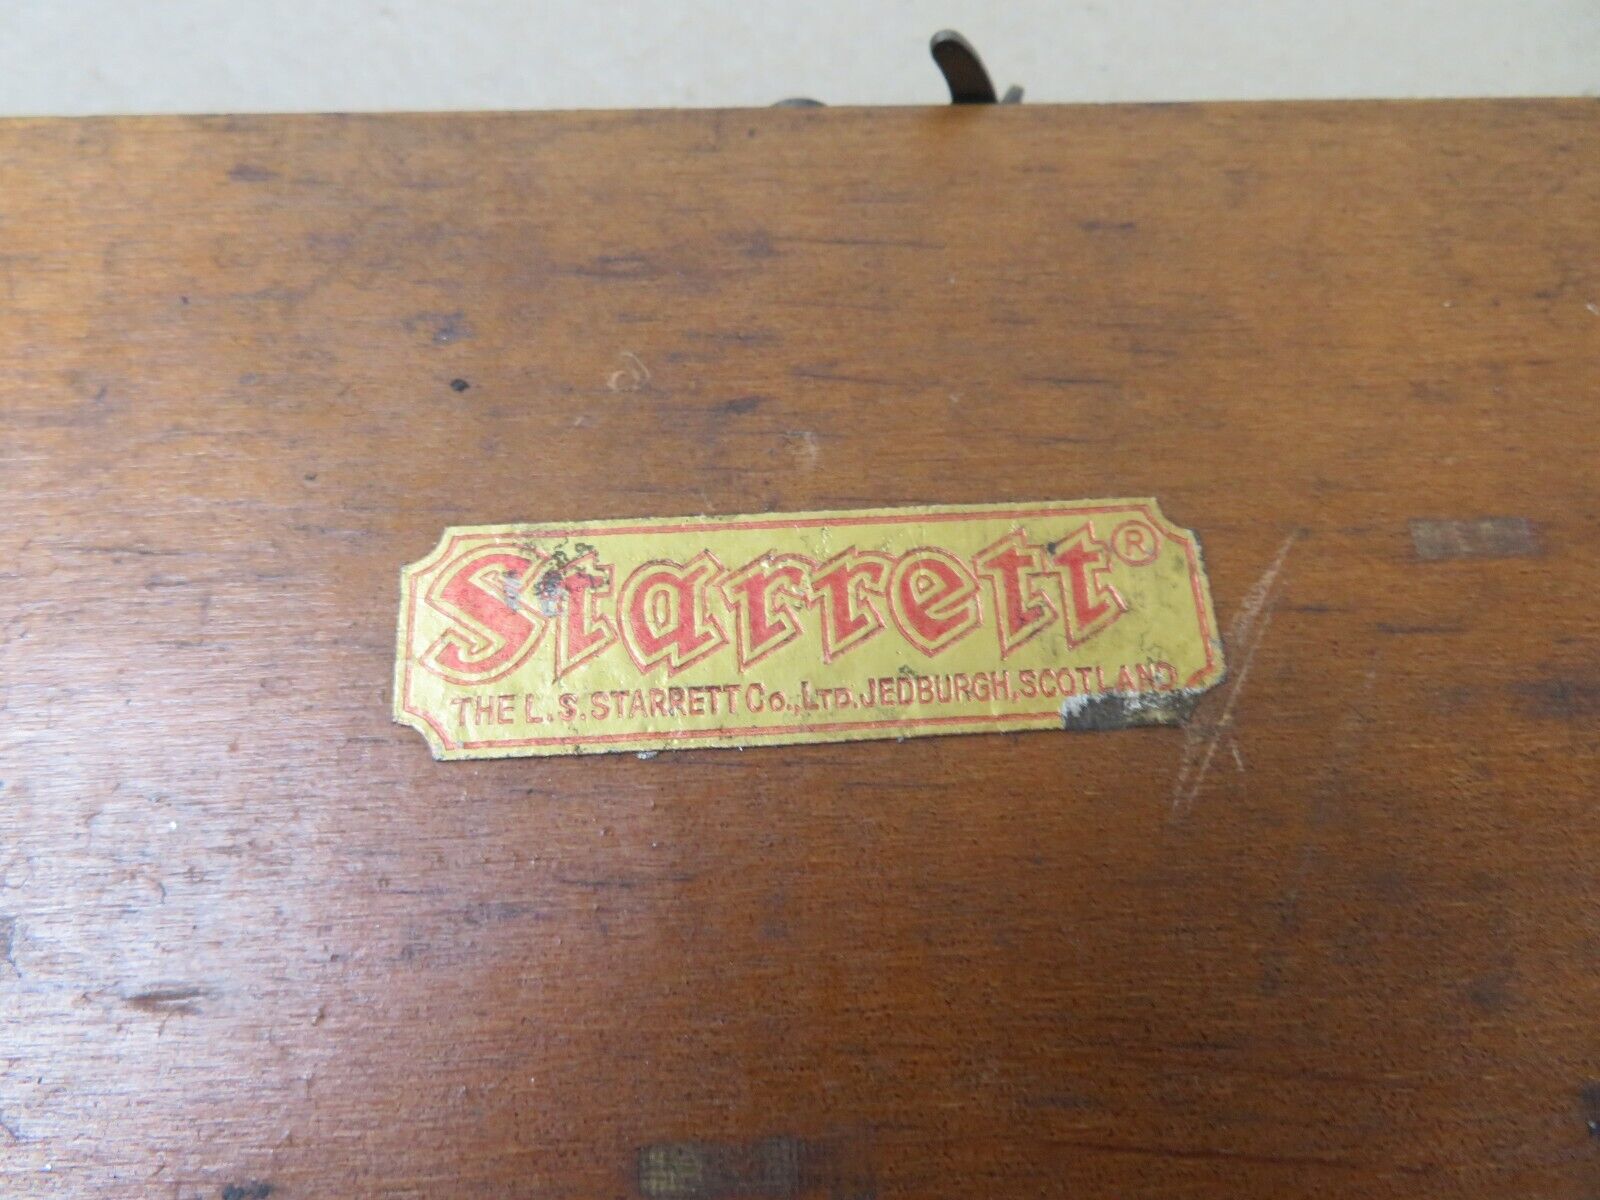 Starrett®
THE L. S. STARRETT Co., LTD. JEDBURGH, SCOTLAND